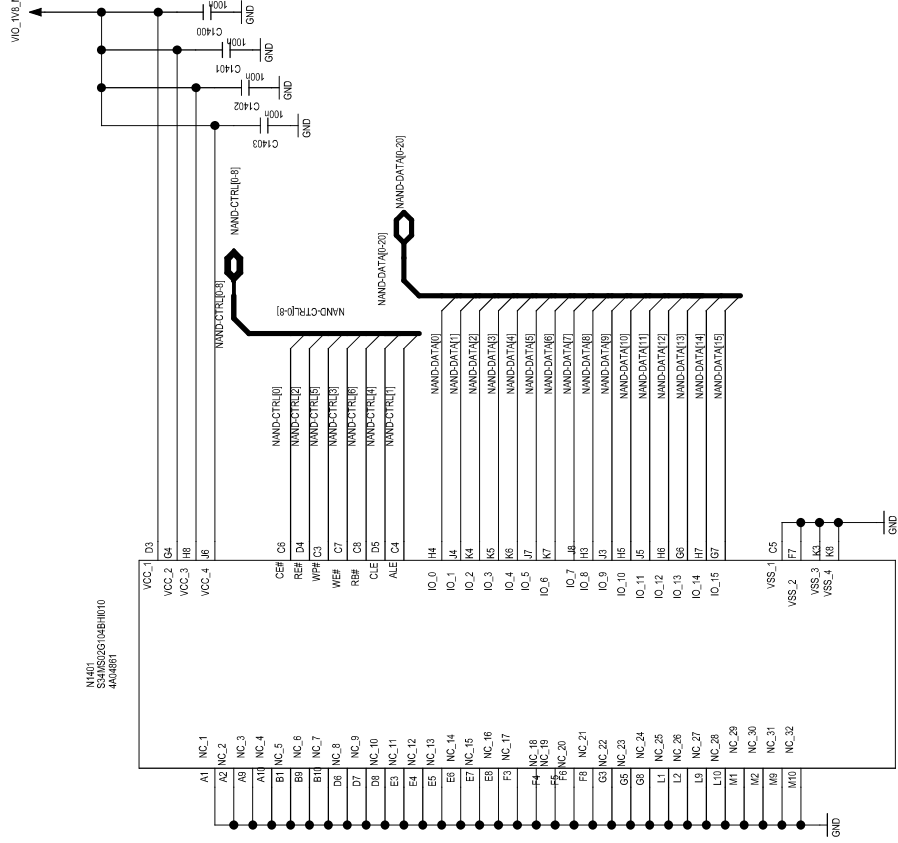 VIO_1V8_
100n
C1400
GND
100n
C1401
GND
100n
C1402
GND
100n
C1403
GND
NAND-CTRL[0-8]
NAND-CTRL[0-8]
NAND-CTRL[0-8]
NAND-DATA[0-20]
NAND-DATA[0-20]
NAND-CTRL[0]
NAND-CTRL[2]
NAND-CTRL[5]
NAND-CTRL[3]
NAND-CTRL[6]
NAND-CTRL[4]
NAND-CTRL[1]
NAND-DATA[0]
NAND-DATA[1]
NAND-DATA[2]
NAND-DATA[3]
NAND-DATA[4]
NAND-DATA[5]
NAND-DATA[6]
NAND-DATA[7]
NAND-DATA[8]
NAND-DATA[9]
NAND-DATA[10]
NAND-DATA[11]
NAND-DATA[12]
NAND-DATA[13]
NAND-DATA[14]
NAND-DATA[15]
N1401
S34MS02G104BHI010
4A04861
VCC_1 D3
VCC_2 G4
VCC_3 H8
VCC_4 J6
CE# C6
RE# D4
WP# C3
WE# C7
RB# C8
CLE D5
ALE C4
IO_0 H4
IO_1 J4
IO_2 K4
IO_3 K5
IO_4 K6
IO_5 J7
IO_6 K7
IO_7 J8
IO_8 H3
IO_9 J3
IO_10 H5
IO_11 J5
IO_12 H6
IO_13 G6
IO_14 H7
IO_15 G7
VSS_1 C5
VSS_2 F7
VSS_3 K3
VSS_4 K8
GND
A1 NC_1
A2 NC_2
A9 NC_3
A10 NC_4
B1 NC_5
B9 NC_6
B10 NC_7
D6 NC_8
D7 NC_9
D8 NC_10
E3 NC_11
E4 NC_12
E5 NC_13
E6 NC_14
E7 NC_15
E8 NC_16
F3 NC_17
F4 NC_18
F5 NC_19
F6 NC_20
F8 NC_21
G3 NC_22
G5 NC_23
G8 NC_24
L1 NC_25
L2 NC_26
L9 NC_27
L10 NC_28
M1 NC_29
M2 NC_30
M9 NC_31
M10 NC_32
GND